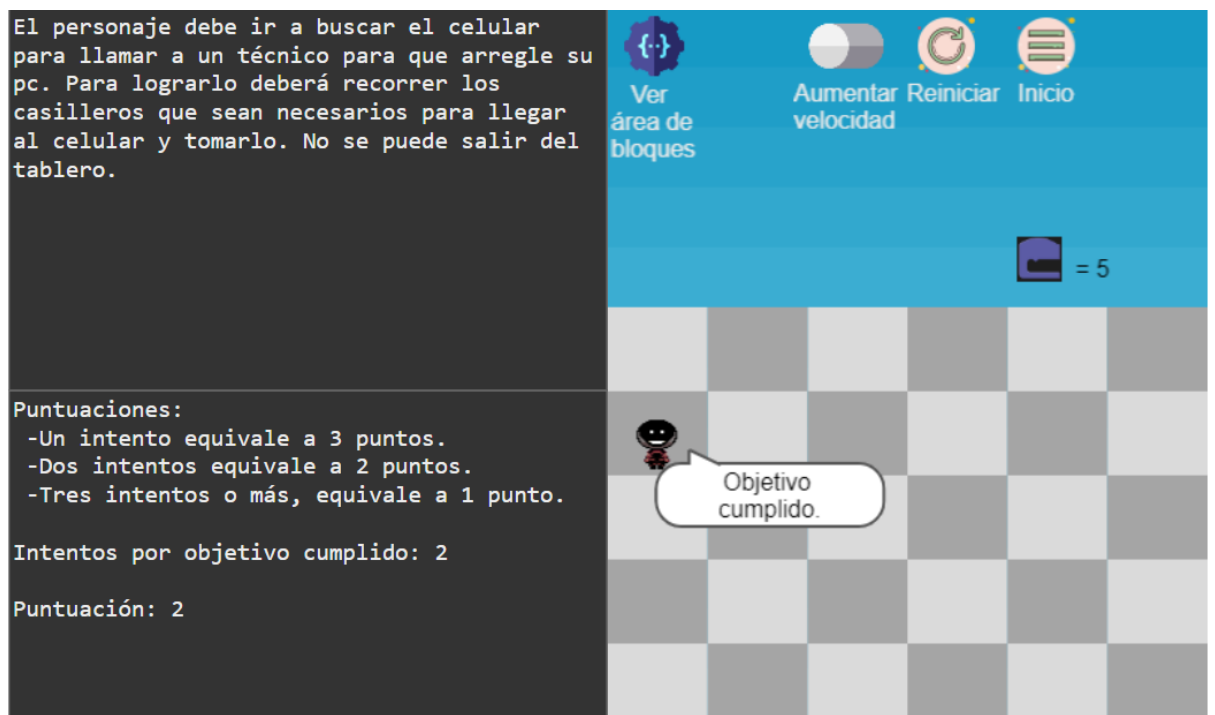 El personaje debe ir a buscar el celular
para llamar a un técnico para que arregle su
pc. Para lograrlo deberá recorrer los
casilleros que sean necesarios para llegar
al celular y tomarlo. No se puede salir del
tablero.
{··}
Ver
área de
bloques
Aumentar
velocidad
Reiniciar
Inicio
= 5
Puntuaciones:
-Un intento equivale a 3 puntos.
-Dos intentos equivale a 2 puntos.
-Tres intentos o más, equivale a 1 punto.
Intentos por objetivo cumplido: 2
Puntuación: 2
Objetivo
cumplido.